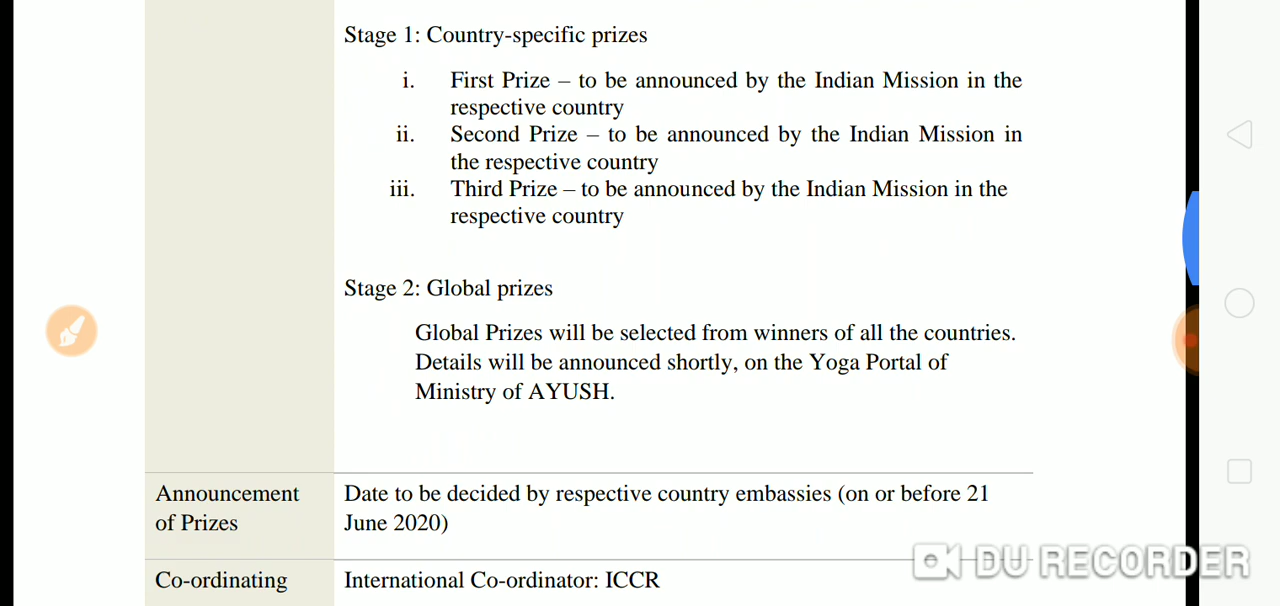 Stage 1: Country-specific prizes
i. First Prize – to be announced by the Indian Mission in the
respective country
ii. Second Prize – to be announced by the Indian Mission in
the respective country
iii. Third Prize – to be announced by the Indian Mission in the
respective country
Stage 2: Global prizes
Global Prizes will be selected from winners of all the countries.
Details will be announced shortly, on the Yoga Portal of
Ministry of AYUSH.
Announcement
of Prizes
Date to be decided by respective country embassies (on or before 21
June 2020)
Co-ordinating
International Co-ordinator: ICCR
DU RECORDER